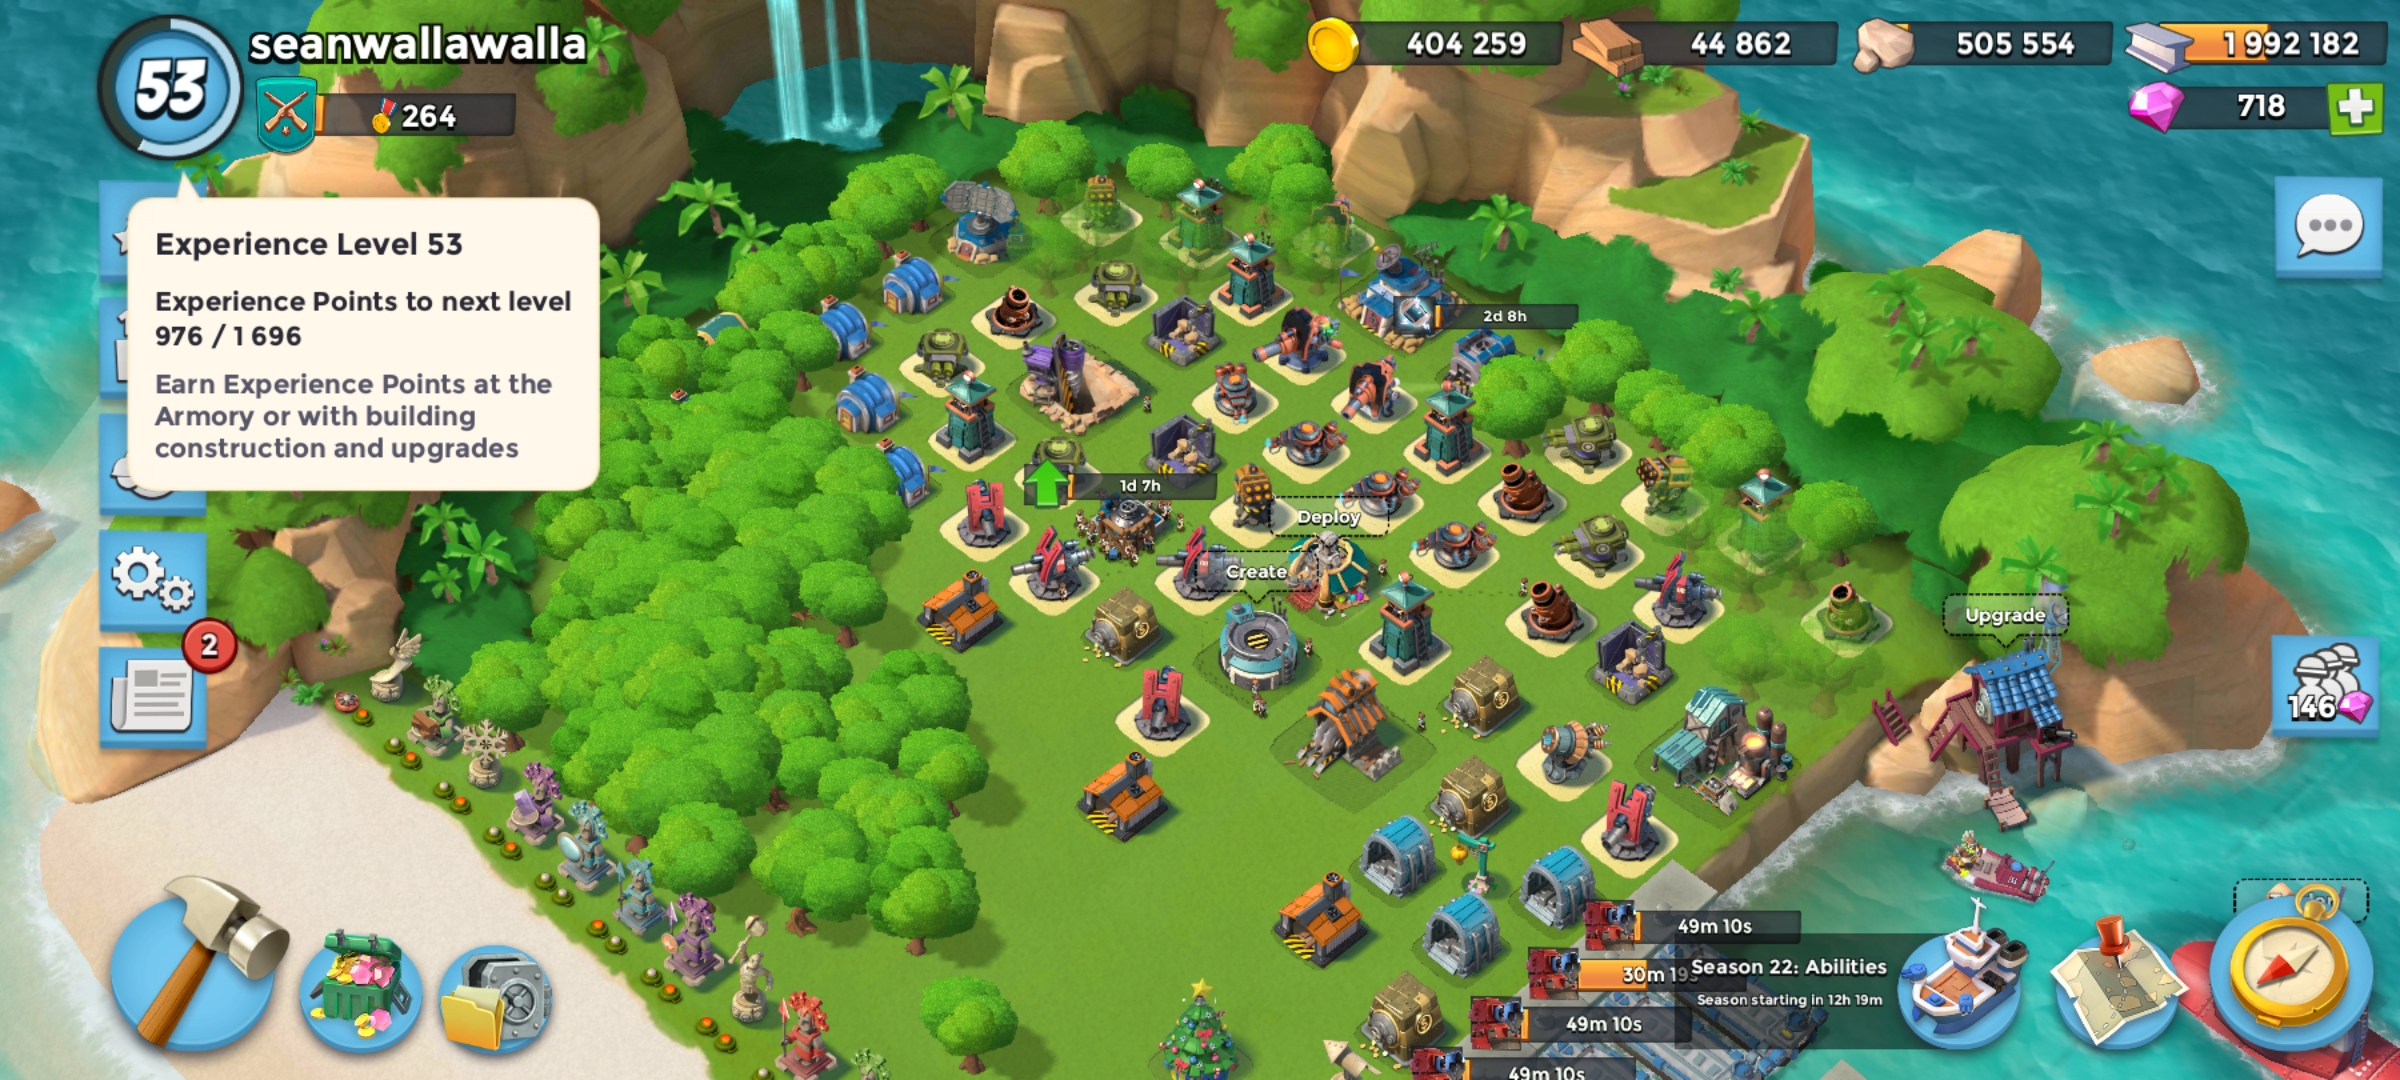 53
seanwallawalla
264
404 259
44 862
505 554
1 992 182
718
Experience Level 53
Experience Points to next level
976 / 1 696
Earn Experience Points at the
Armory or with building
construction and upgrades
2d 8h
1d 7h
Deploy
Create
Upgrade
2
146
49m 10s
30m 19s
Season 22: Abilities
Season starting in 12h 19m
49m 10s
49m 10s